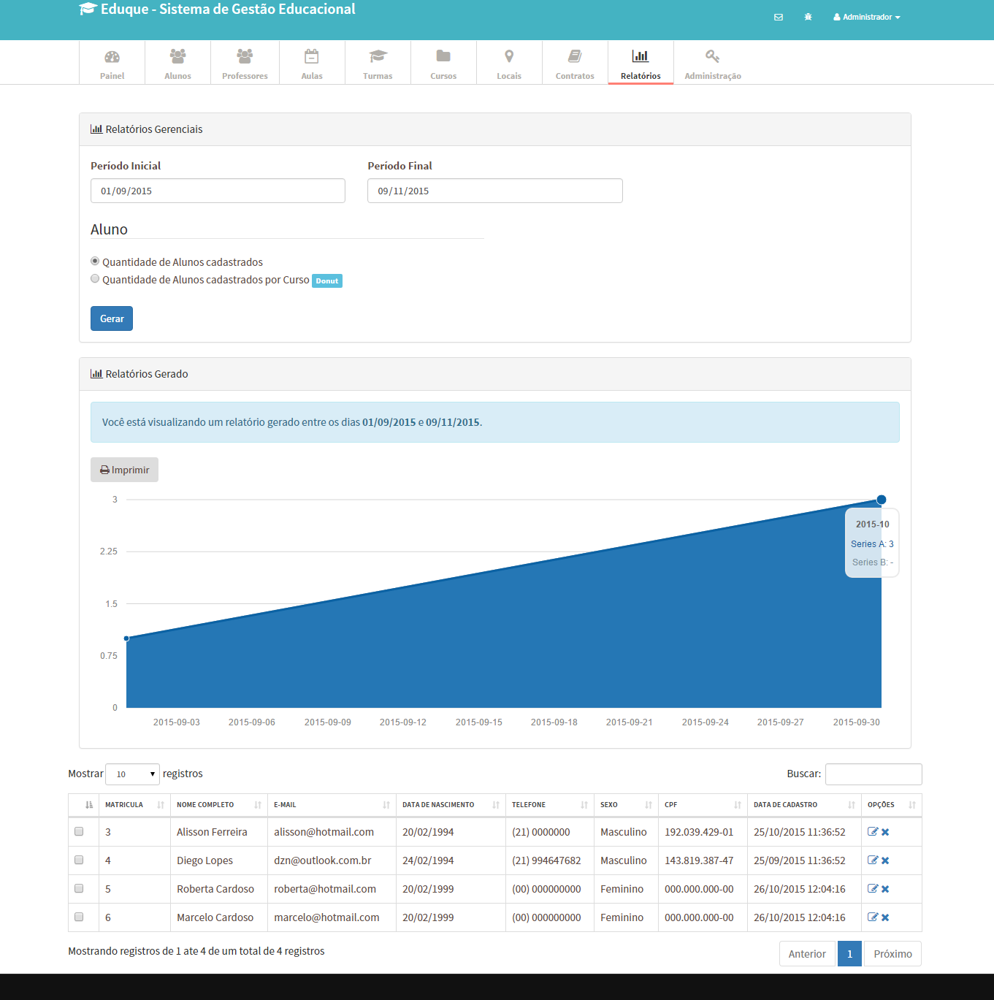 Eduque - Sistema de Gestão Educacional
Administrador
Painel Alunos Professores Aulas Turmas Cursos Locais Contratos Relatórios Administração
Relatórios Gerenciais
Período Inicial Período Final
01/09/2015 09/11/2015
Aluno
Quantidade de Alunos cadastrados
Quantidade de Alunos cadastrados por Curso Donut
Gerar
Relatórios Gerado
Você está visualizando um relatório gerado entre os dias 01/09/2015 e 09/11/2015.
Imprimir
3
2015-10
Series A: 3
2.25
Series B: -
1.5
0.75
0
2015-09-03 2015-09-06 2015-09-09 2015-09-12 2015-09-15 2015-09-18 2015-09-21 2015-09-24 2015-09-27 2015-09-30
Mostrar 10 registros Buscar:
MATRICULA NOME COMPLETO E-MAIL DATA DE NASCIMENTO TELEFONE SEXO CPF DATA DE CADASTRO OPÇÕES
3 Alisson Ferreira alisson@hotmail.com 20/02/1994 (21) 0000000 Masculino 192.039.429-01 25/10/2015 11:36:52
4 Diego Lopes dzn@outlook.com.br 24/02/1994 (21) 994647682 Masculino 143.819.387-47 25/09/2015 11:36:52
5 Roberta Cardoso roberta@hotmail.com 20/02/1999 (00) 000000000 Feminino 000.000.000-00 26/10/2015 12:04:16
6 Marcelo Cardoso marcelo@hotmail.com 20/02/1999 (00) 000000000 Feminino 000.000.000-00 26/10/2015 12:04:16
Mostrando registros de 1 ate 4 de um total de 4 registros
Anterior 1 Próximo